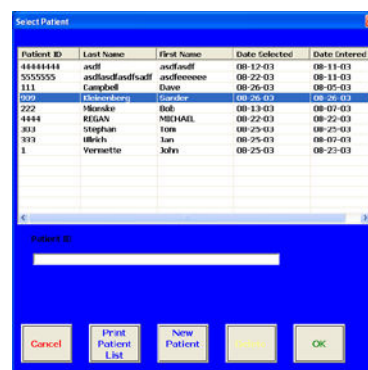 Select Patient
Patient ID Last Name First Name Date Selected Date Entered
44444444 asdf asdfasdf 08-12-03 08-11-03
5555555 asdfasdfasdfsadf asdfeeeeee 08-22-03 08-11-03
111 Campbell Dave 08-26-03 08-05-03
999 Kleinenberg Sander 08-26-03 08-26-03
222 Mionske Bob 08-13-03 08-07-03
4444 REGAN MICHAEL 08-22-03 08-22-03
303 Stephan Tom 08-25-03 08-25-03
333 Ullrich Jan 08-26-03 08-07-03
1 Vermette John 08-25-03 08-23-03
Patient ID
Cancel
Print Patient List
New Patient
OK